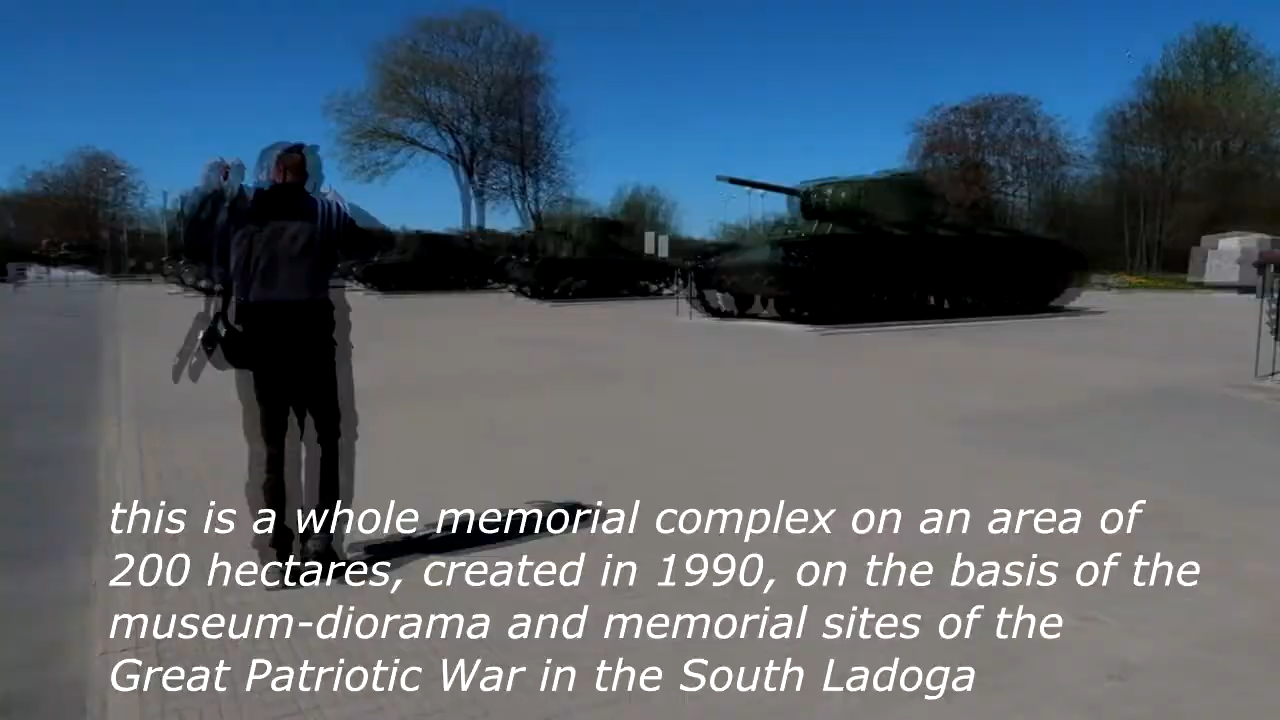 this is a whole memorial complex on an area of
200 hectares, created in 1990, on the basis of the
museum-diorama and memorial sites of the
Great Patriotic War in the South Ladoga